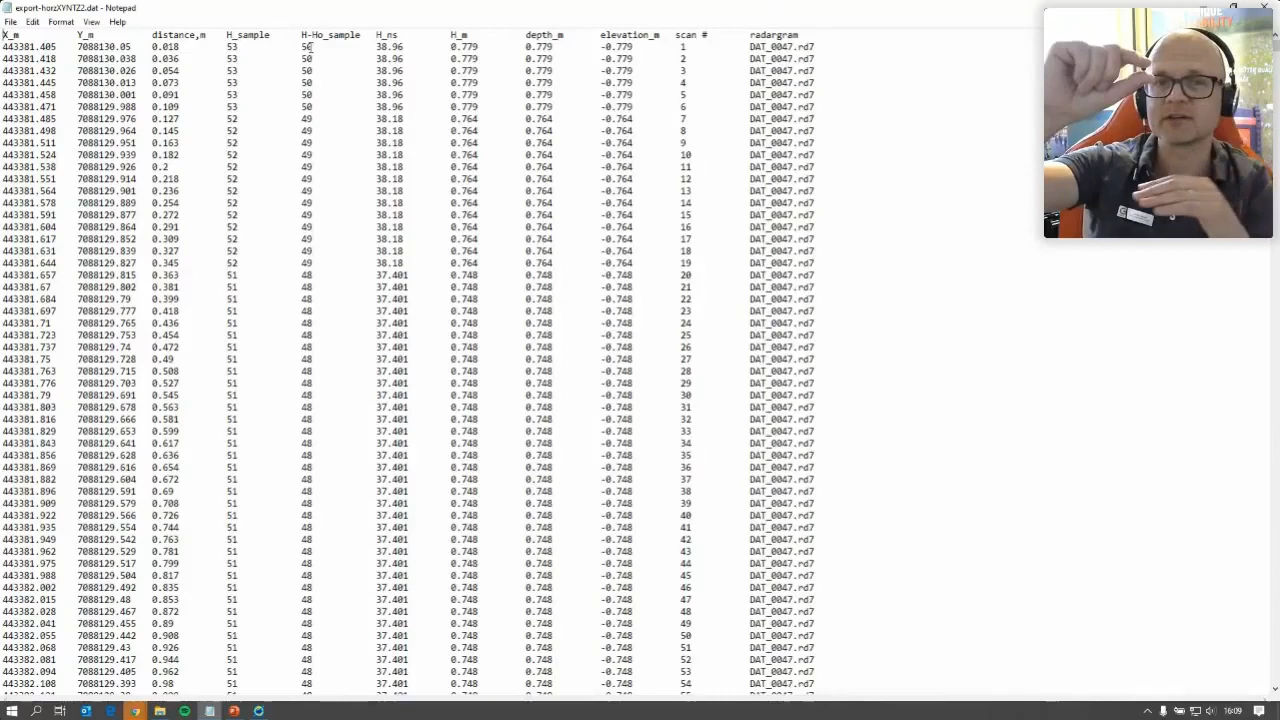 export-horzXYNTZ2.dat - Notepad
File Edit Format View Help
X_m Y_m distance,m H_sample H-Ho_sample H_ns H_m depth_m elevation_m scan # radargram
443381.405 7088130.05 0.018 53 50 38.96 0.779 0.779 -0.779 1 DAT_0047.rd7
443381.418 7088130.038 0.036 53 50 38.96 0.779 0.779 -0.779 2 DAT_0047.rd7
443381.432 7088130.026 0.054 53 50 38.96 0.779 0.779 -0.779 3 DAT_0047.rd7
443381.445 7088130.013 0.073 53 50 38.96 0.779 0.779 -0.779 4 DAT_0047.rd7
443381.458 7088130.001 0.091 53 50 38.96 0.779 0.779 -0.779 5 DAT_0047.rd7
443381.471 7088129.988 0.109 53 50 38.96 0.779 0.779 -0.779 6 DAT_0047.rd7
443381.485 7088129.976 0.127 52 49 38.18 0.764 0.764 -0.764 7 DAT_0047.rd7
443381.498 7088129.964 0.145 52 49 38.18 0.764 0.764 -0.764 8 DAT_0047.rd7
443381.511 7088129.951 0.163 52 49 38.18 0.764 0.764 -0.764 9 DAT_0047.rd7
443381.524 7088129.939 0.182 52 49 38.18 0.764 0.764 -0.764 10 DAT_0047.rd7
443381.538 7088129.926 0.2 52 49 38.18 0.764 0.764 -0.764 11 DAT_0047.rd7
443381.551 7088129.914 0.218 52 49 38.18 0.764 0.764 -0.764 12 DAT_0047.rd7
443381.564 7088129.901 0.236 52 49 38.18 0.764 0.764 -0.764 13 DAT_0047.rd7
443381.578 7088129.889 0.254 52 49 38.18 0.764 0.764 -0.764 14 DAT_0047.rd7
443381.591 7088129.877 0.272 52 49 38.18 0.764 0.764 -0.764 15 DAT_0047.rd7
443381.604 7088129.864 0.291 52 49 38.18 0.764 0.764 -0.764 16 DAT_0047.rd7
443381.617 7088129.852 0.309 52 49 38.18 0.764 0.764 -0.764 17 DAT_0047.rd7
443381.631 7088129.839 0.327 52 49 38.18 0.764 0.764 -0.764 18 DAT_0047.rd7
443381.644 7088129.827 0.345 52 49 38.18 0.764 0.764 -0.764 19 DAT_0047.rd7
443381.657 7088129.815 0.363 51 48 37.401 0.748 0.748 -0.748 20 DAT_0047.rd7
443381.67 7088129.802 0.381 51 48 37.401 0.748 0.748 -0.748 21 DAT_0047.rd7
443381.684 7088129.79 0.399 51 48 37.401 0.748 0.748 -0.748 22 DAT_0047.rd7
443381.697 7088129.777 0.418 51 48 37.401 0.748 0.748 -0.748 23 DAT_0047.rd7
443381.71 7088129.765 0.436 51 48 37.401 0.748 0.748 -0.748 24 DAT_0047.rd7
443381.723 7088129.753 0.454 51 48 37.401 0.748 0.748 -0.748 25 DAT_0047.rd7
443381.737 7088129.74 0.472 51 48 37.401 0.748 0.748 -0.748 26 DAT_0047.rd7
443381.75 7088129.728 0.49 51 48 37.401 0.748 0.748 -0.748 27 DAT_0047.rd7
443381.763 7088129.715 0.508 51 48 37.401 0.748 0.748 -0.748 28 DAT_0047.rd7
443381.776 7088129.703 0.527 51 48 37.401 0.748 0.748 -0.748 29 DAT_0047.rd7
443381.79 7088129.691 0.545 51 48 37.401 0.748 0.748 -0.748 30 DAT_0047.rd7
443381.803 7088129.678 0.563 51 48 37.401 0.748 0.748 -0.748 31 DAT_0047.rd7
443381.816 7088129.666 0.581 51 48 37.401 0.748 0.748 -0.748 32 DAT_0047.rd7
443381.829 7088129.653 0.599 51 48 37.401 0.748 0.748 -0.748 33 DAT_0047.rd7
443381.843 7088129.641 0.617 51 48 37.401 0.748 0.748 -0.748 34 DAT_0047.rd7
443381.856 7088129.628 0.636 51 48 37.401 0.748 0.748 -0.748 35 DAT_0047.rd7
443381.869 7088129.616 0.654 51 48 37.401 0.748 0.748 -0.748 36 DAT_0047.rd7
443381.882 7088129.604 0.672 51 48 37.401 0.748 0.748 -0.748 37 DAT_0047.rd7
443381.896 7088129.591 0.69 51 48 37.401 0.748 0.748 -0.748 38 DAT_0047.rd7
443381.909 7088129.579 0.708 51 48 37.401 0.748 0.748 -0.748 39 DAT_0047.rd7
443381.922 7088129.566 0.726 51 48 37.401 0.748 0.748 -0.748 40 DAT_0047.rd7
443381.935 7088129.554 0.744 51 48 37.401 0.748 0.748 -0.748 41 DAT_0047.rd7
443381.949 7088129.542 0.763 51 48 37.401 0.748 0.748 -0.748 42 DAT_0047.rd7
443381.962 7088129.529 0.781 51 48 37.401 0.748 0.748 -0.748 43 DAT_0047.rd7
443381.975 7088129.517 0.799 51 48 37.401 0.748 0.748 -0.748 44 DAT_0047.rd7
443381.988 7088129.504 0.817 51 48 37.401 0.748 0.748 -0.748 45 DAT_0047.rd7
443382.002 7088129.492 0.835 51 48 37.401 0.748 0.748 -0.748 46 DAT_0047.rd7
443382.015 7088129.48 0.853 51 48 37.401 0.748 0.748 -0.748 47 DAT_0047.rd7
443382.028 7088129.467 0.872 51 48 37.401 0.748 0.748 -0.748 48 DAT_0047.rd7
443382.041 7088129.455 0.89 51 48 37.401 0.748 0.748 -0.748 49 DAT_0047.rd7
443382.055 7088129.442 0.908 51 48 37.401 0.748 0.748 -0.748 50 DAT_0047.rd7
443382.068 7088129.43 0.926 51 48 37.401 0.748 0.748 -0.748 51 DAT_0047.rd7
443382.081 7088129.417 0.944 51 48 37.401 0.748 0.748 -0.748 52 DAT_0047.rd7
443382.094 7088129.405 0.962 51 48 37.401 0.748 0.748 -0.748 53 DAT_0047.rd7
443382.108 7088129.393 0.98 51 48 37.401 0.748 0.748 -0.748 54 DAT_0047.rd7
16:09